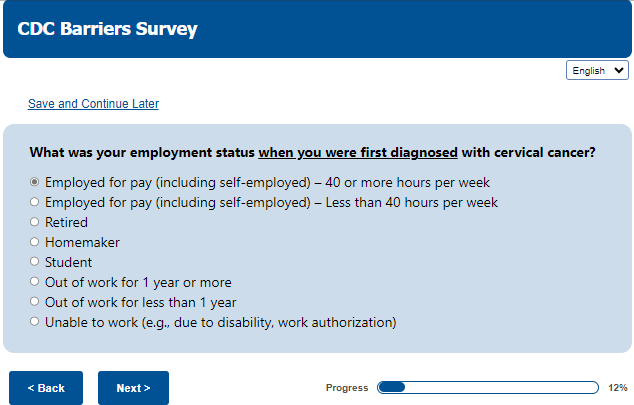 CDC Barriers Survey
English
Save and Continue Later
What was your employment status when you were first diagnosed with cervical cancer?
Employed for pay (including self-employed) – 40 or more hours per week
Employed for pay (including self-employed) – Less than 40 hours per week
Retired
Homemaker
Student
Out of work for 1 year or more
Out of work for less than 1 year
Unable to work (e.g., due to disability, work authorization)
< Back Next > Progress 12%